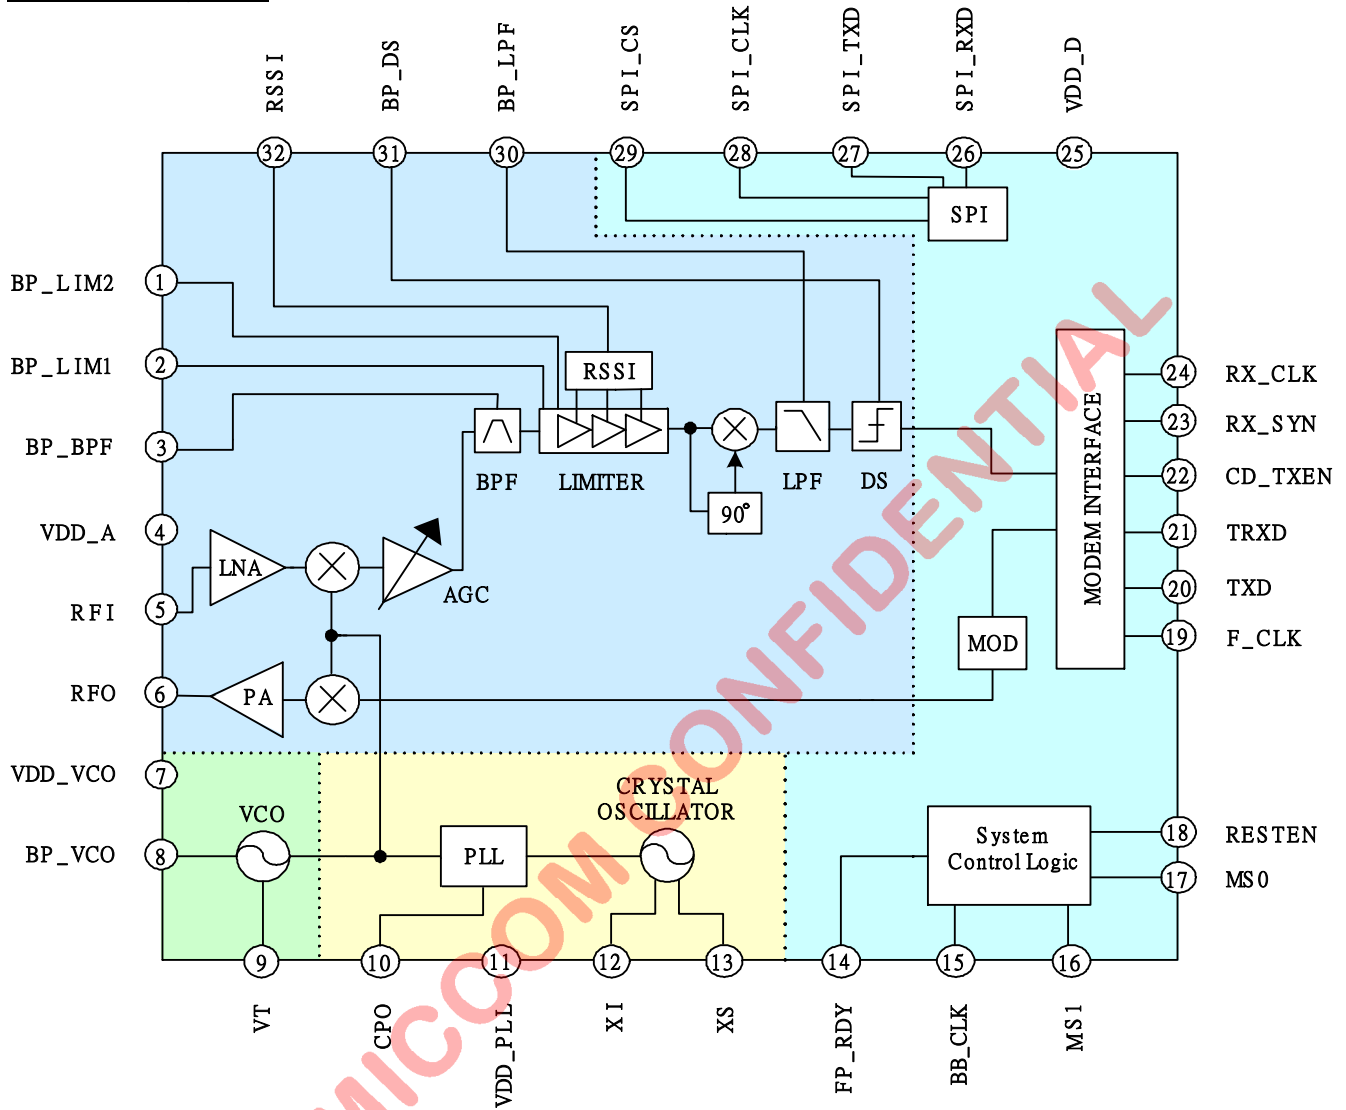 RSSI
BP_DS
BP_LPF
SPI_CS
SPI_CLK
SPI_TXD
SPI_RXD
VDD_D
32
31
30
29
28
27
26
25
SPI
BP_LIM2
1
BP_LIM1
2
BP_BPF
3
VDD_A
4
RFI
5
RFO
6
VDD_VCO
7
BP_VCO
8
RSSI
BPF
LIMITER
LPF
DS
90°
LNA
AGC
PA
MOD
MODEM INTERFACE
24
RX_CLK
23
RX_SYN
22
CD_TXEN
21
TRXD
20
TXD
19
F_CLK
VCO
PLL
CRYSTAL
OSCILLATOR
System
Control Logic
18
RESTEN
17
MS0
9
10
11
12
13
14
15
16
VT
CPO
VDD_PLL
XI
XS
FP_RDY
BB_CLK
MS1
MICCOM CONFIDENTIAL